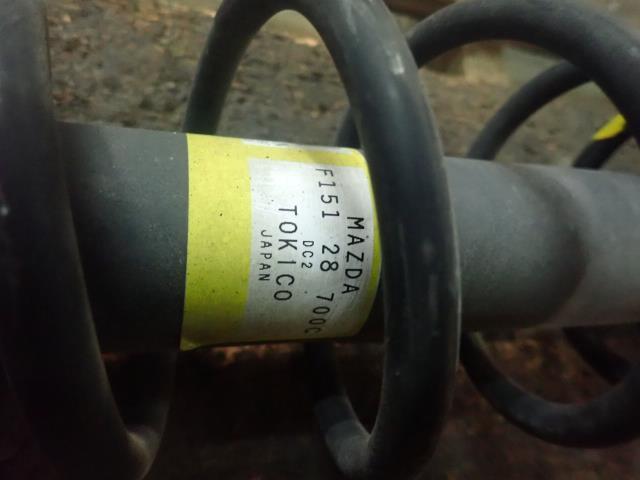 MAZDA
F151 28 700C
DC2
TOKICO
JAPAN